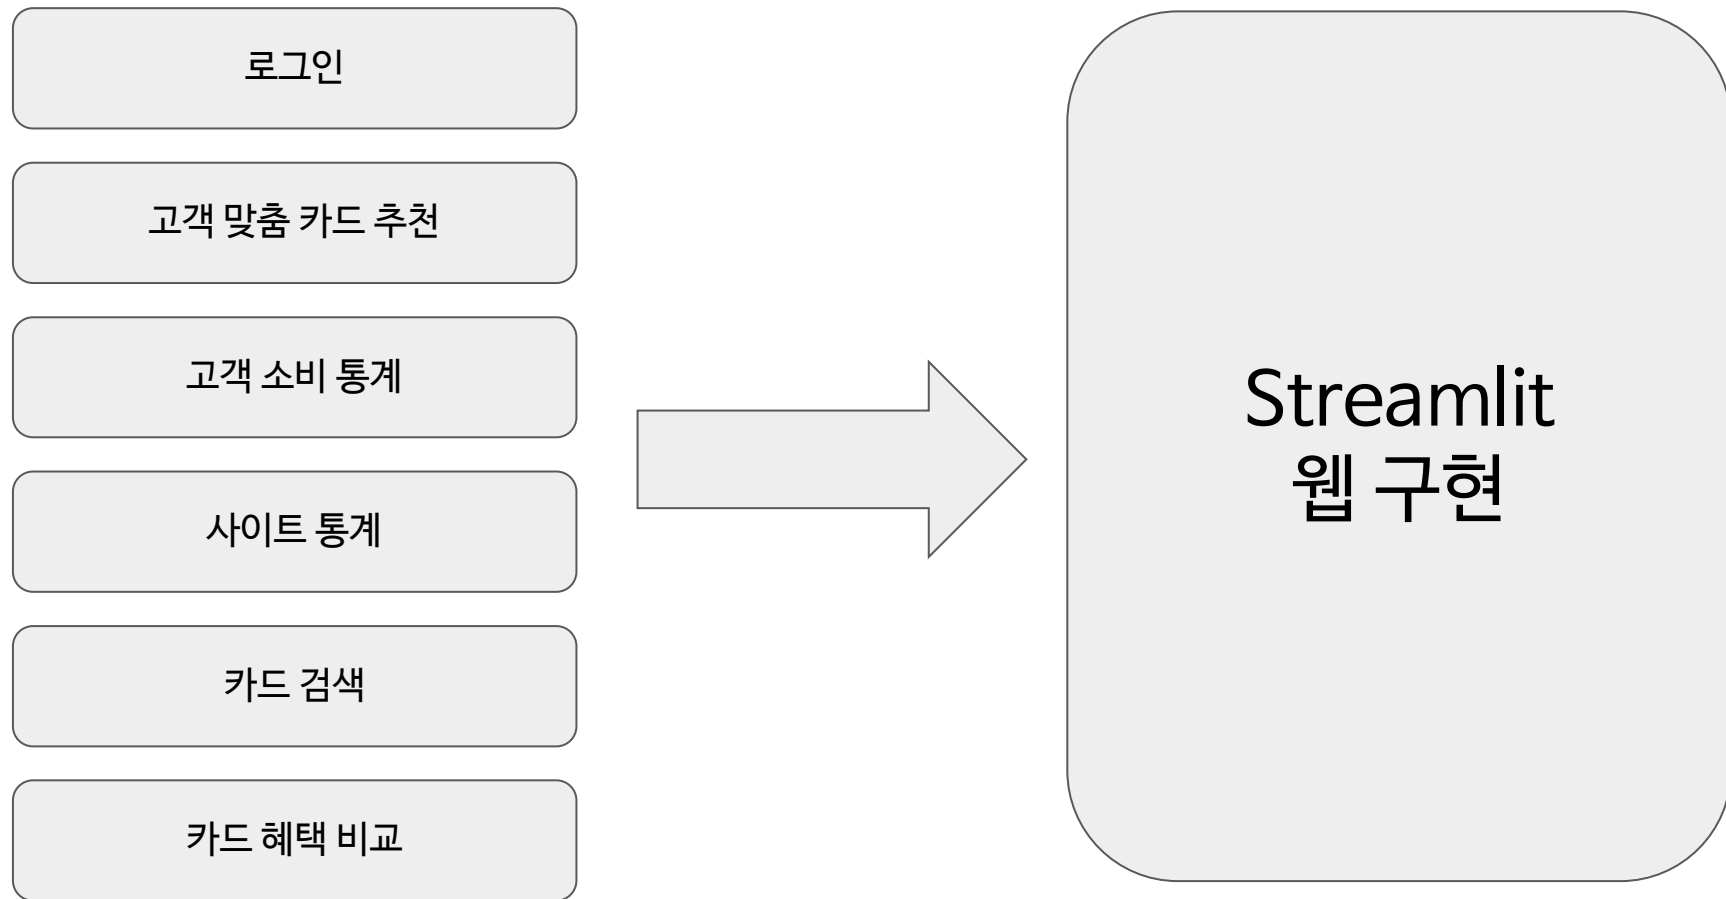 로그인
고객 맞춤 카드 추천
고객 소비 통계
사이트 통계
카드 검색
카드 혜택 비교
Streamlit
웹 구현